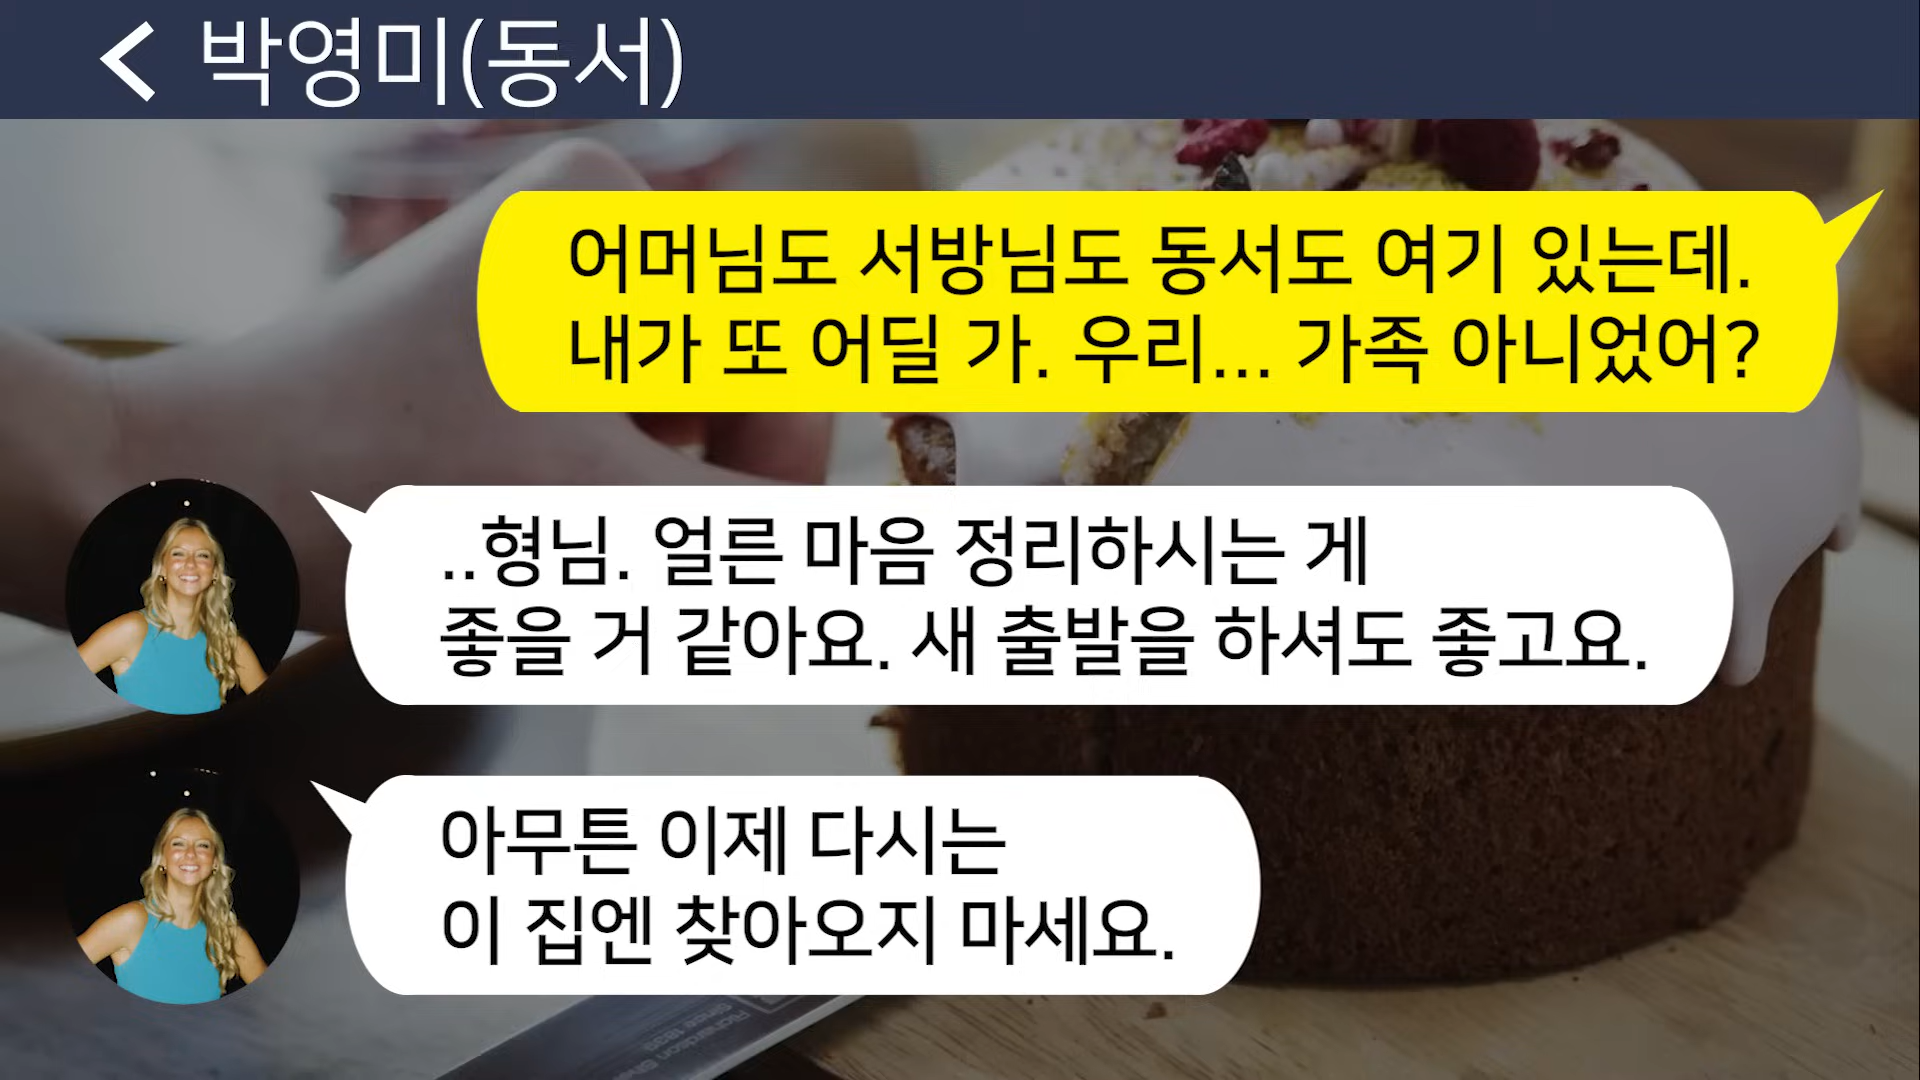 박영미(동서)
어머님도 서방님도 동서도 여기 있는데.
내가 또 어딜 가. 우리... 가족 아니었어?
..형님. 얼른 마음 정리하시는 게
좋을 거 같아요. 새 출발을 하셔도 좋고요.
아무튼 이제 다시는
이 집엔 찾아오지 마세요.
Richardson
Since 1839